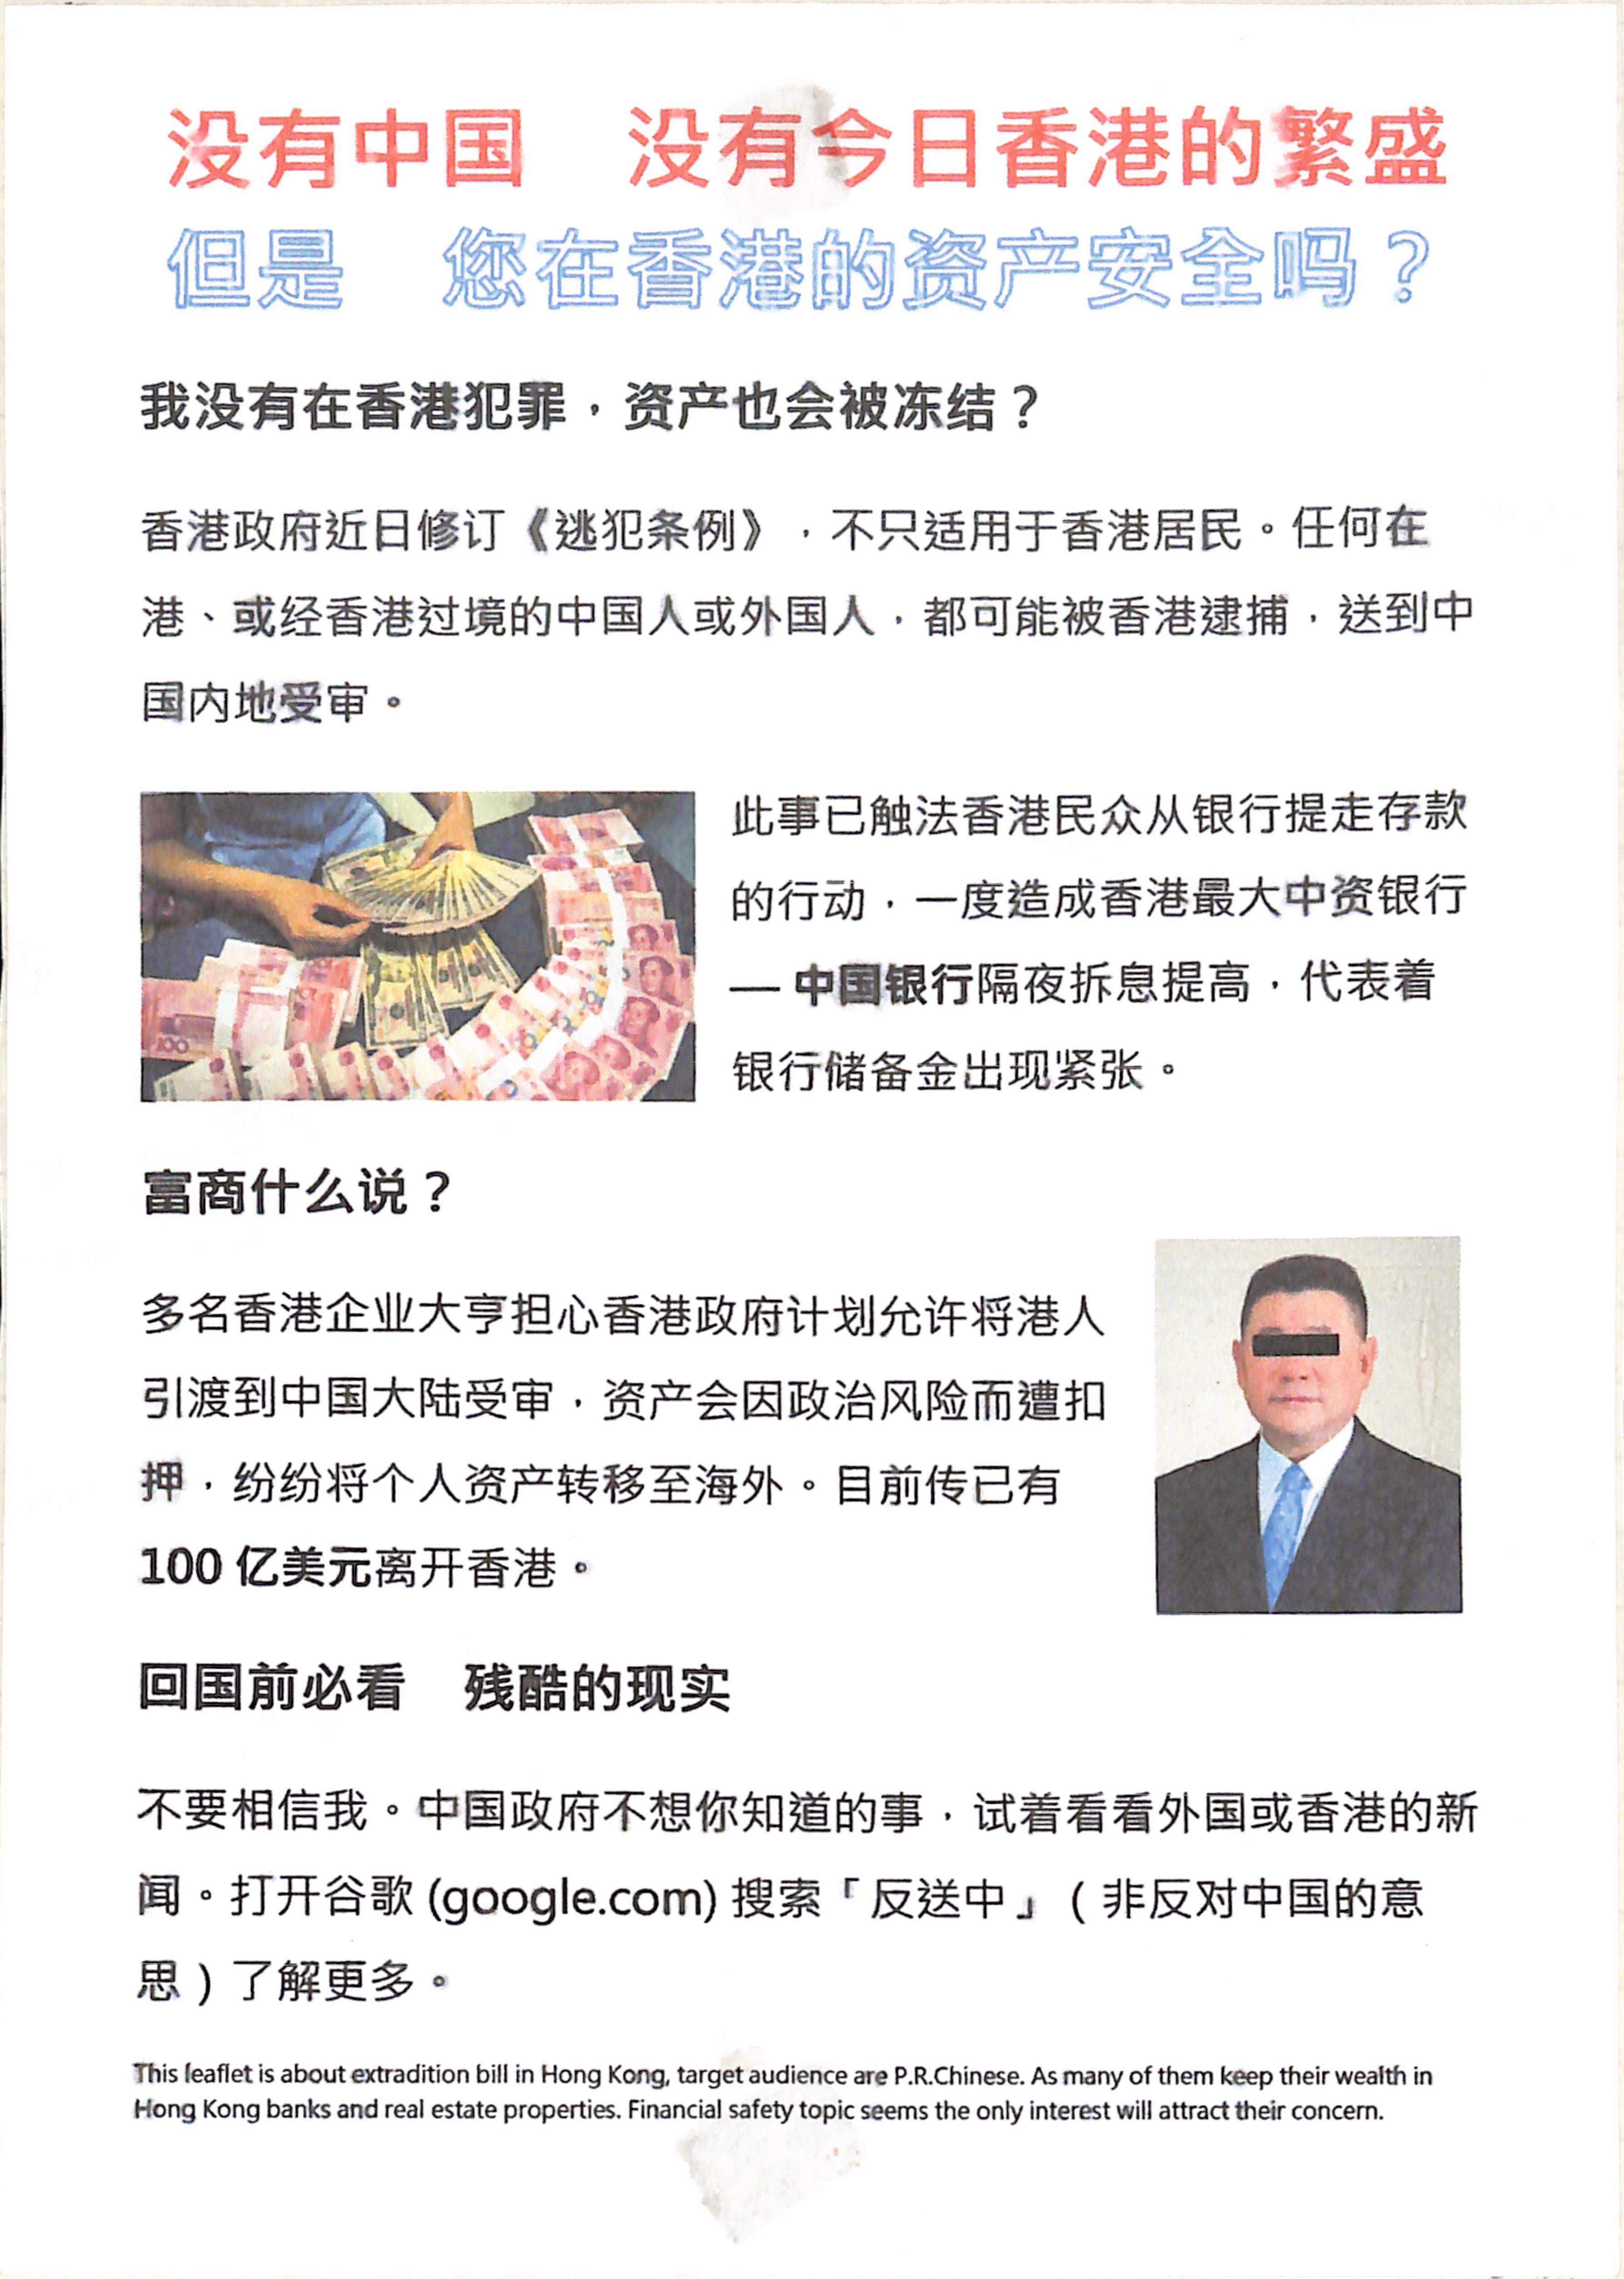 没有中国　没有今日香港的繁盛
但是　您在香港的资产安全吗？
我没有在香港犯罪，资产也会被冻结？
香港政府近日修订《逃犯条例》，不只适用于香港居民。任何在
港、或经香港过境的中国人或外国人，都可能被香港逮捕，送到中
国内地受审。
此事已触法香港民众从银行提走存款
的行动，一度造成香港最大中资银行
— 中国银行隔夜拆息提高，代表着
银行储备金出现紧张。
富商什么说？
多名香港企业大亨担心香港政府计划允许将港人
引渡到中国大陆受审，资产会因政治风险而遭扣
押，纷纷将个人资产转移至海外。目前传已有
100 亿美元离开香港。
回国前必看　残酷的现实
不要相信我。中国政府不想你知道的事，试着看看外国或香港的新
闻。打开谷歌 (google.com) 搜索「反送中」（非反对中国的意
思）了解更多。
This leaflet is about extradition bill in Hong Kong, target audience are P.R.Chinese. As many of them keep their wealth in
Hong Kong banks and real estate properties. Financial safety topic seems the only interest will attract their concern.